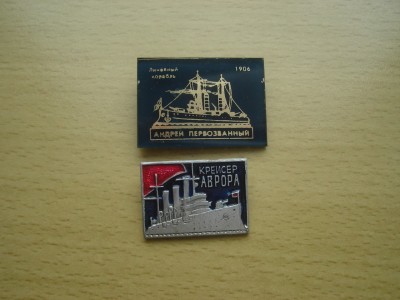 Линейный 1906
корабль
АНДРЕЙ ПЕРВОЗВАННЫЙ
КРЕЙСЕР
АВРОРА